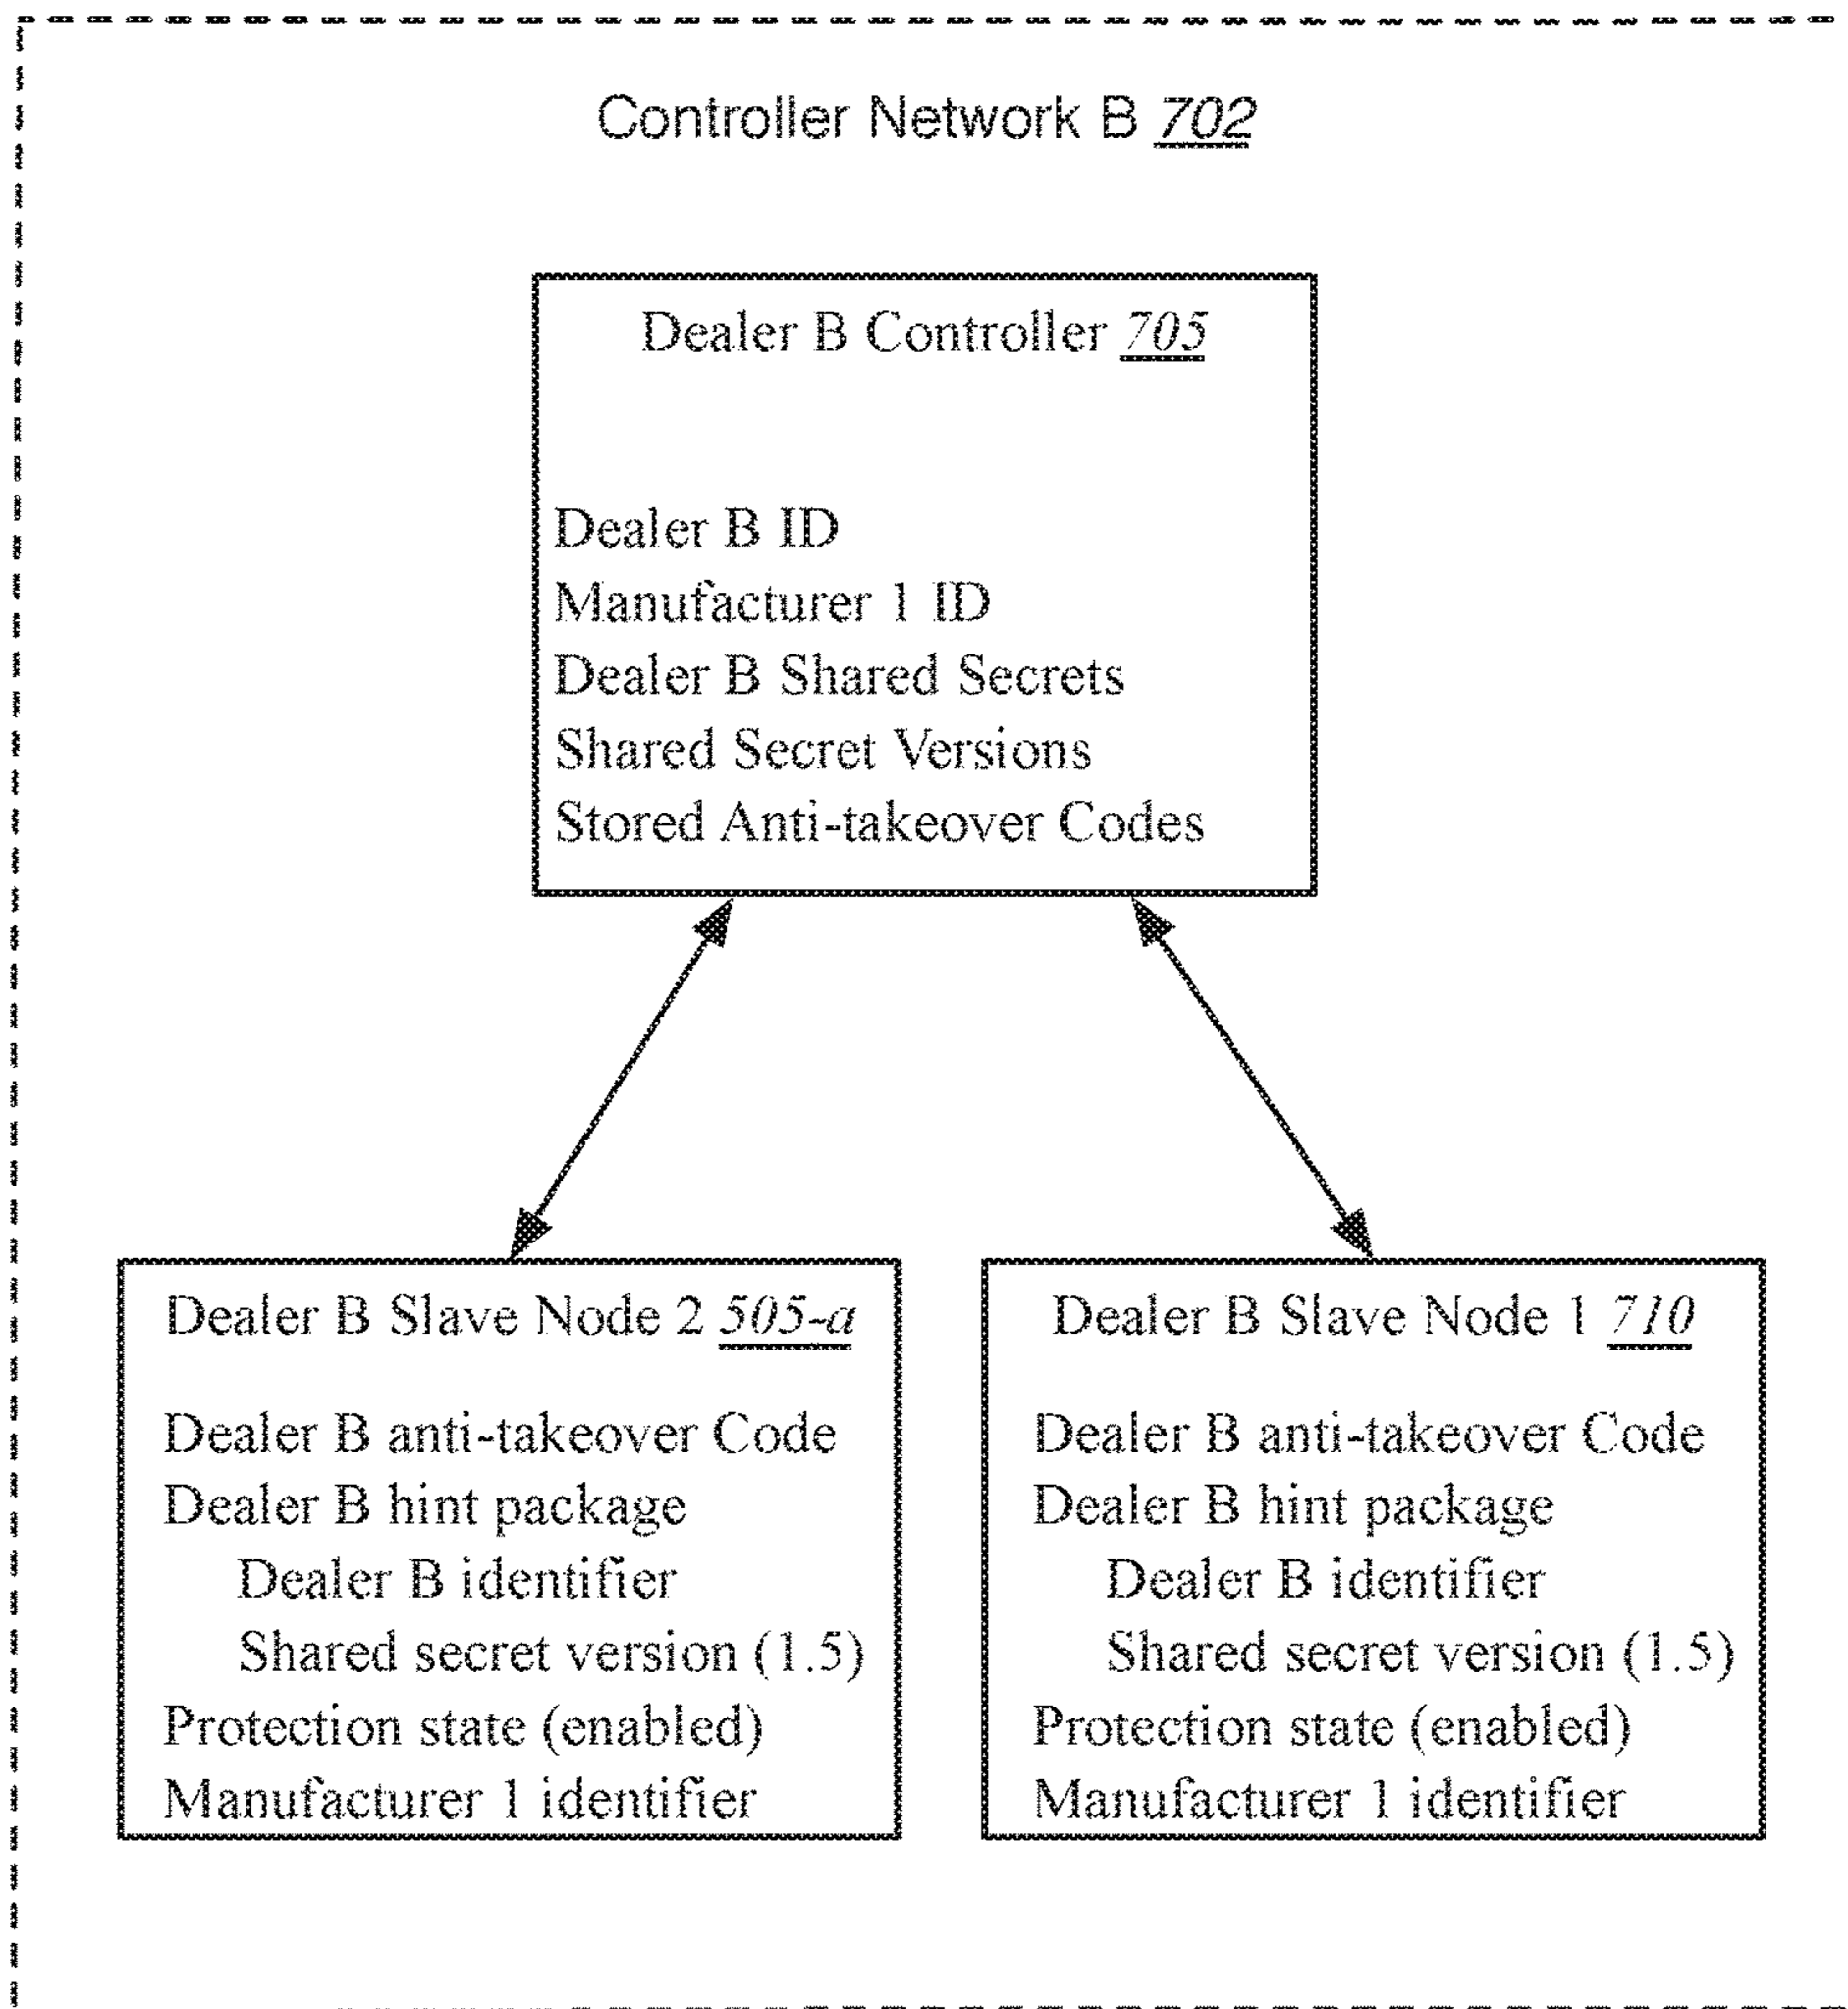 Controller Network B 702
Dealer B Controller 705
Dealer B ID
Manufacturer 1 ID
Dealer B Shared Secrets
Shared Secret Versions
Stored Anti-takeover Codes
Dealer B Slave Node 2 505-a
Dealer B anti-takeover Code
Dealer B hint package
Dealer B identifier
Shared secret version (1.5)
Protection state (enabled)
Manufacturer 1 identifier
Dealer B Slave Node 1 710
Dealer B anti-takeover Code
Dealer B hint package
Dealer B identifier
Shared secret version (1.5)
Protection state (enabled)
Manufacturer 1 identifier